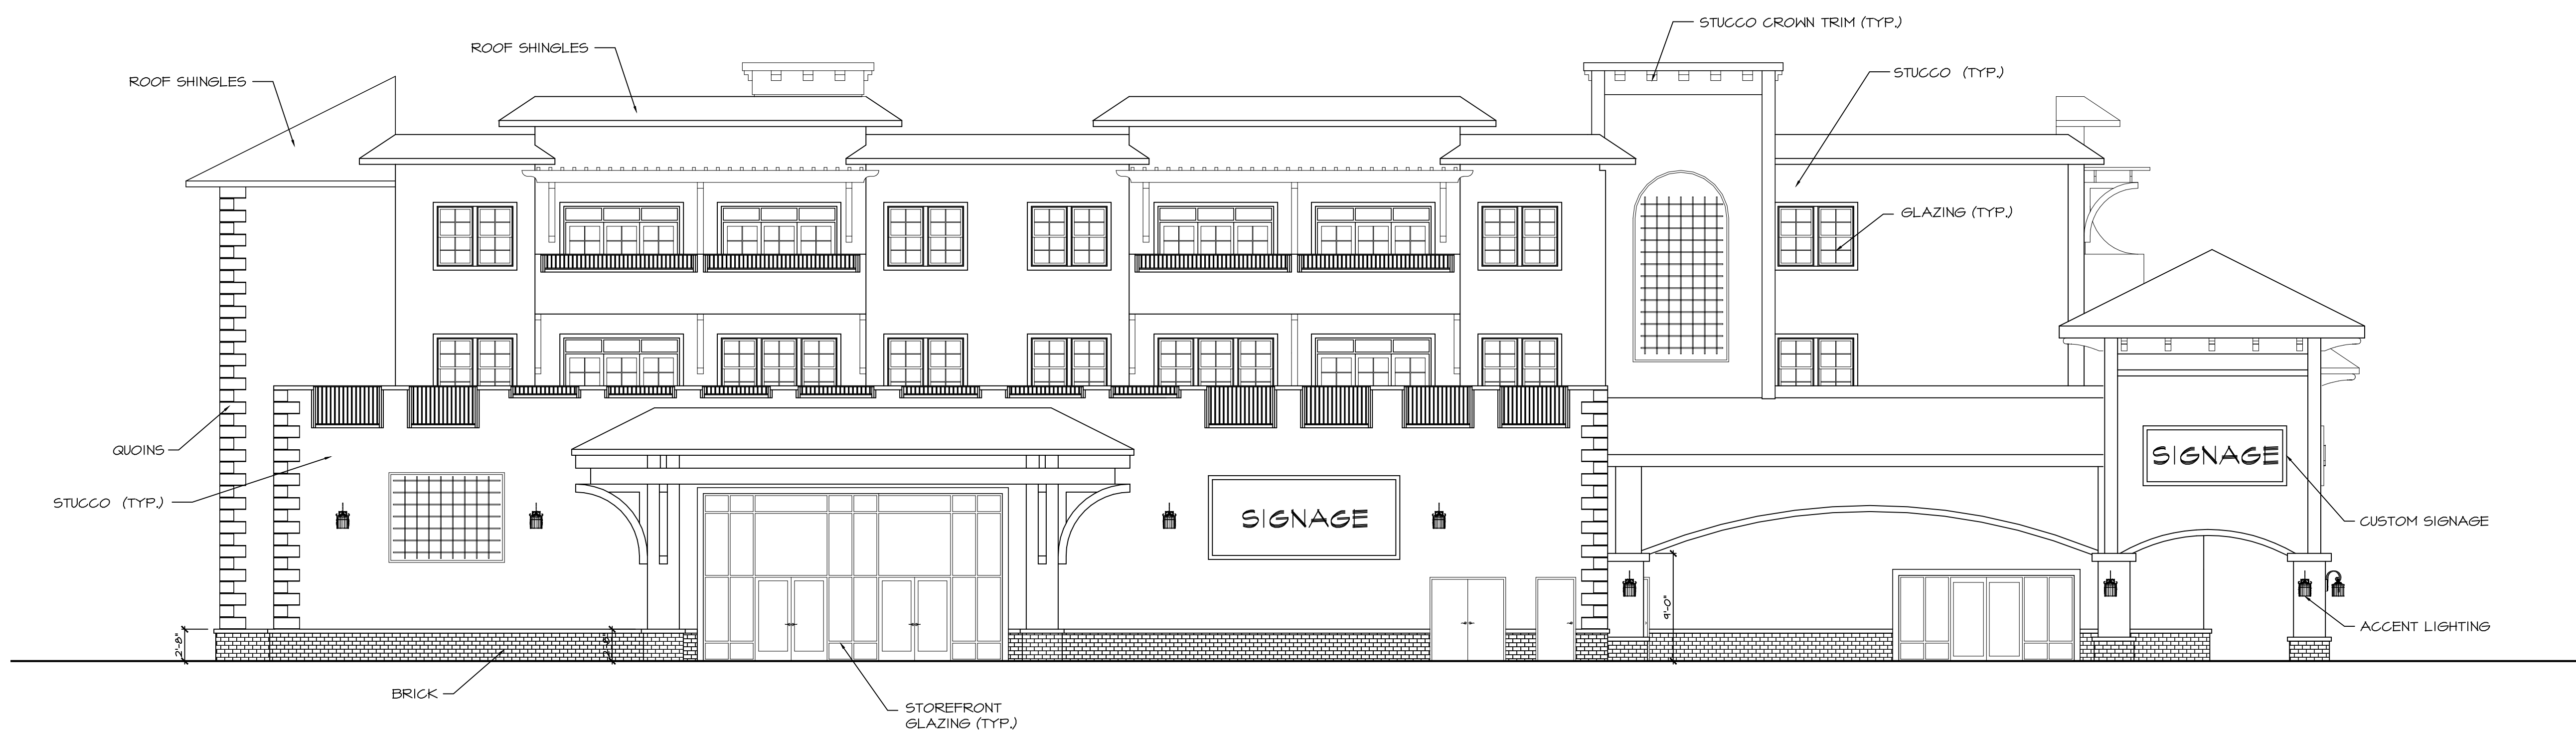 STUCCO CROWN TRIM (TYP.)
ROOF SHINGLES
ROOF SHINGLES
STUCCO (TYP.)
GLAZING (TYP.)
QUOINS
STUCCO (TYP.)
SIGNAGE
SIGNAGE
CUSTOM SIGNAGE
9'-0"
2'-8"
2'-8"
ACCENT LIGHTING
BRICK
STOREFRONT
GLAZING (TYP.)